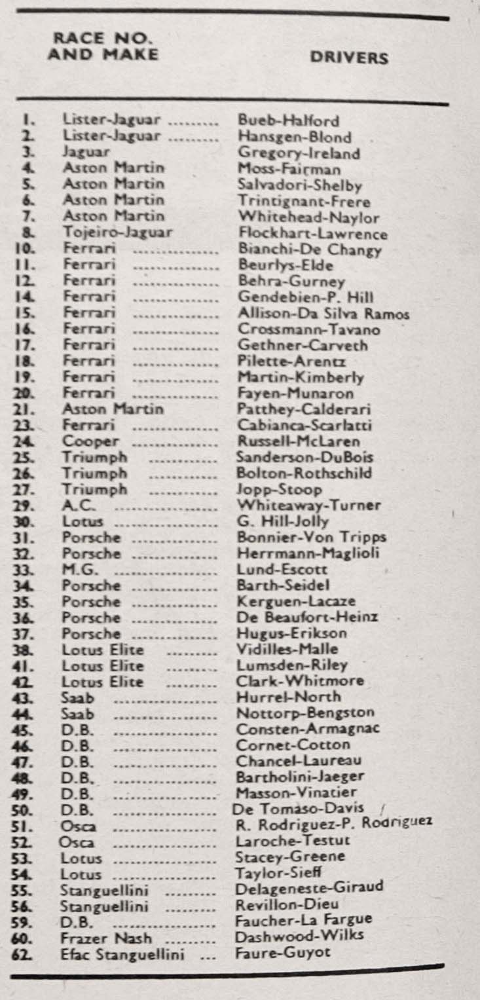 RACE NO. AND MAKE DRIVERS
1. Lister-Jaguar ......... Bueb-Halford
2. Lister-Jaguar ......... Hansgen-Blond
3. Jaguar Gregory-Ireland
4. Aston Martin Moss-Fairman
5. Aston Martin Salvadori-Shelby
6. Aston Martin Trintignant-Frere
7. Aston Martin Whitehead-Naylor
8. Tojeiro-Jaguar Flockhart-Lawrence
10. Ferrari ............... Bianchi-De Changy
11. Ferrari ............... Beurlys-Elde
12. Ferrari ............... Behra-Gurney
14. Ferrari ............... Gendebien-P. Hill
15. Ferrari ............... Allison-Da Silva Ramos
16. Ferrari ............... Crossmann-Tavano
17. Ferrari ............... Gethner-Carveth
18. Ferrari ............... Pilette-Arentz
19. Ferrari ............... Martin-Kimberly
20. Ferrari ............... Fayen-Munaron
21. Aston Martin Patthey-Calderari
23. Ferrari ............... Cabianca-Scarlatti
24. Cooper ............... Russell-McLaren
25. Triumph ............ Sanderson-DuBois
26. Triumph ............ Bolton-Rothschild
27. Triumph ............ Jopp-Stoop
29. A.C. .................. Whiteaway-Turner
30. Lotus .................. G. Hill-Jolly
31. Porsche ............... Bonnier-Von Tripps
32. Porsche ............... Herrmann-Maglioli
33. M.G. .................. Lund-Escott
34. Porsche ............... Barth-Seidel
35. Porsche ............... Kerguen-Lacaze
36. Porsche ............... De Beaufort-Heinz
37. Porsche ............... Hugus-Erikson
38. Lotus Elite ......... Vidilles-Malle
41. Lotus Elite ......... Lumsden-Riley
42. Lotus Elite ......... Clark-Whitmore
43. Saab .................. Hurrel-North
44. Saab .................. Nottorp-Bengston
45. D.B. .................. Consten-Armagnac
46. D.B. .................. Cornet-Cotton
47. D.B. .................. Chancel-Laureau
48. D.B. .................. Bartholini-Jaeger
49. D.B. .................. Masson-Vinatier
50. D.B. .................. De Tomaso-Davis
51. Osca .................. R. Rodriguez-P. Rodriguez
52. Osca .................. Laroche-Testut
53. Lotus .................. Stacey-Greene
54. Lotus .................. Taylor-Sieff
55. Stanguellini ......... Delageneste-Giraud
56. Stanguellini ......... Revillon-Dieu
59. D.B. .................. Faucher-La Fargue
60. Frazer Nash ......... Dashwood-Wilks
62. Efac Stanguellini ... Faure-Guyot